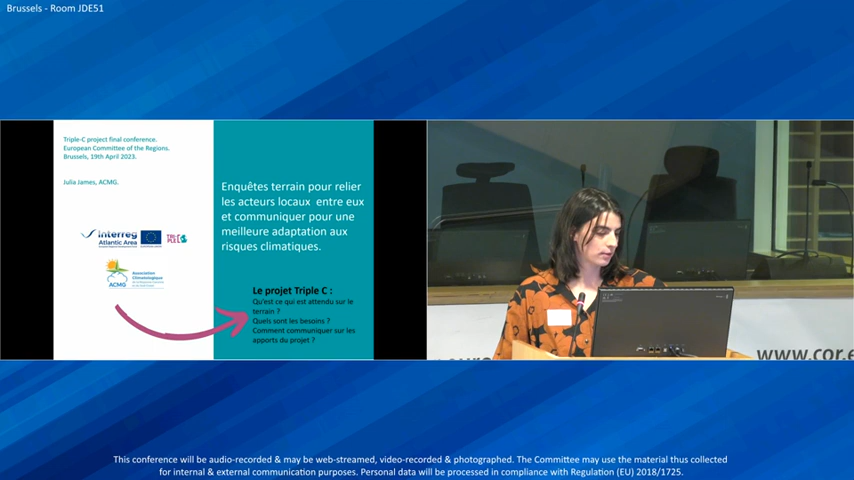 Brussels - Room JDE51
Triple-C project final conference.
European Committee of the Regions.
Brussels, 19th April 2023.
Julia James, ACMG.
Interreg
Atlantic Area
ACMG
Association
Climatologique
Enquêtes terrain pour relier
les acteurs locaux entre eux
et communiquer pour une
meilleure adaptation aux
risques climatiques.
Le projet Triple C :
Qu'est ce qui est attendu sur le
terrain ?
Quels sont les besoins ?
Comment communiquer sur les
apports du projet ?
www.cor.e
This conference will be audio-recorded & may be web-streamed, video-recorded & photographed. The Committee may use the material thus collected
for internal & external communication purposes. Personal data will be processed in compliance with Regulation (EU) 2018/1725.